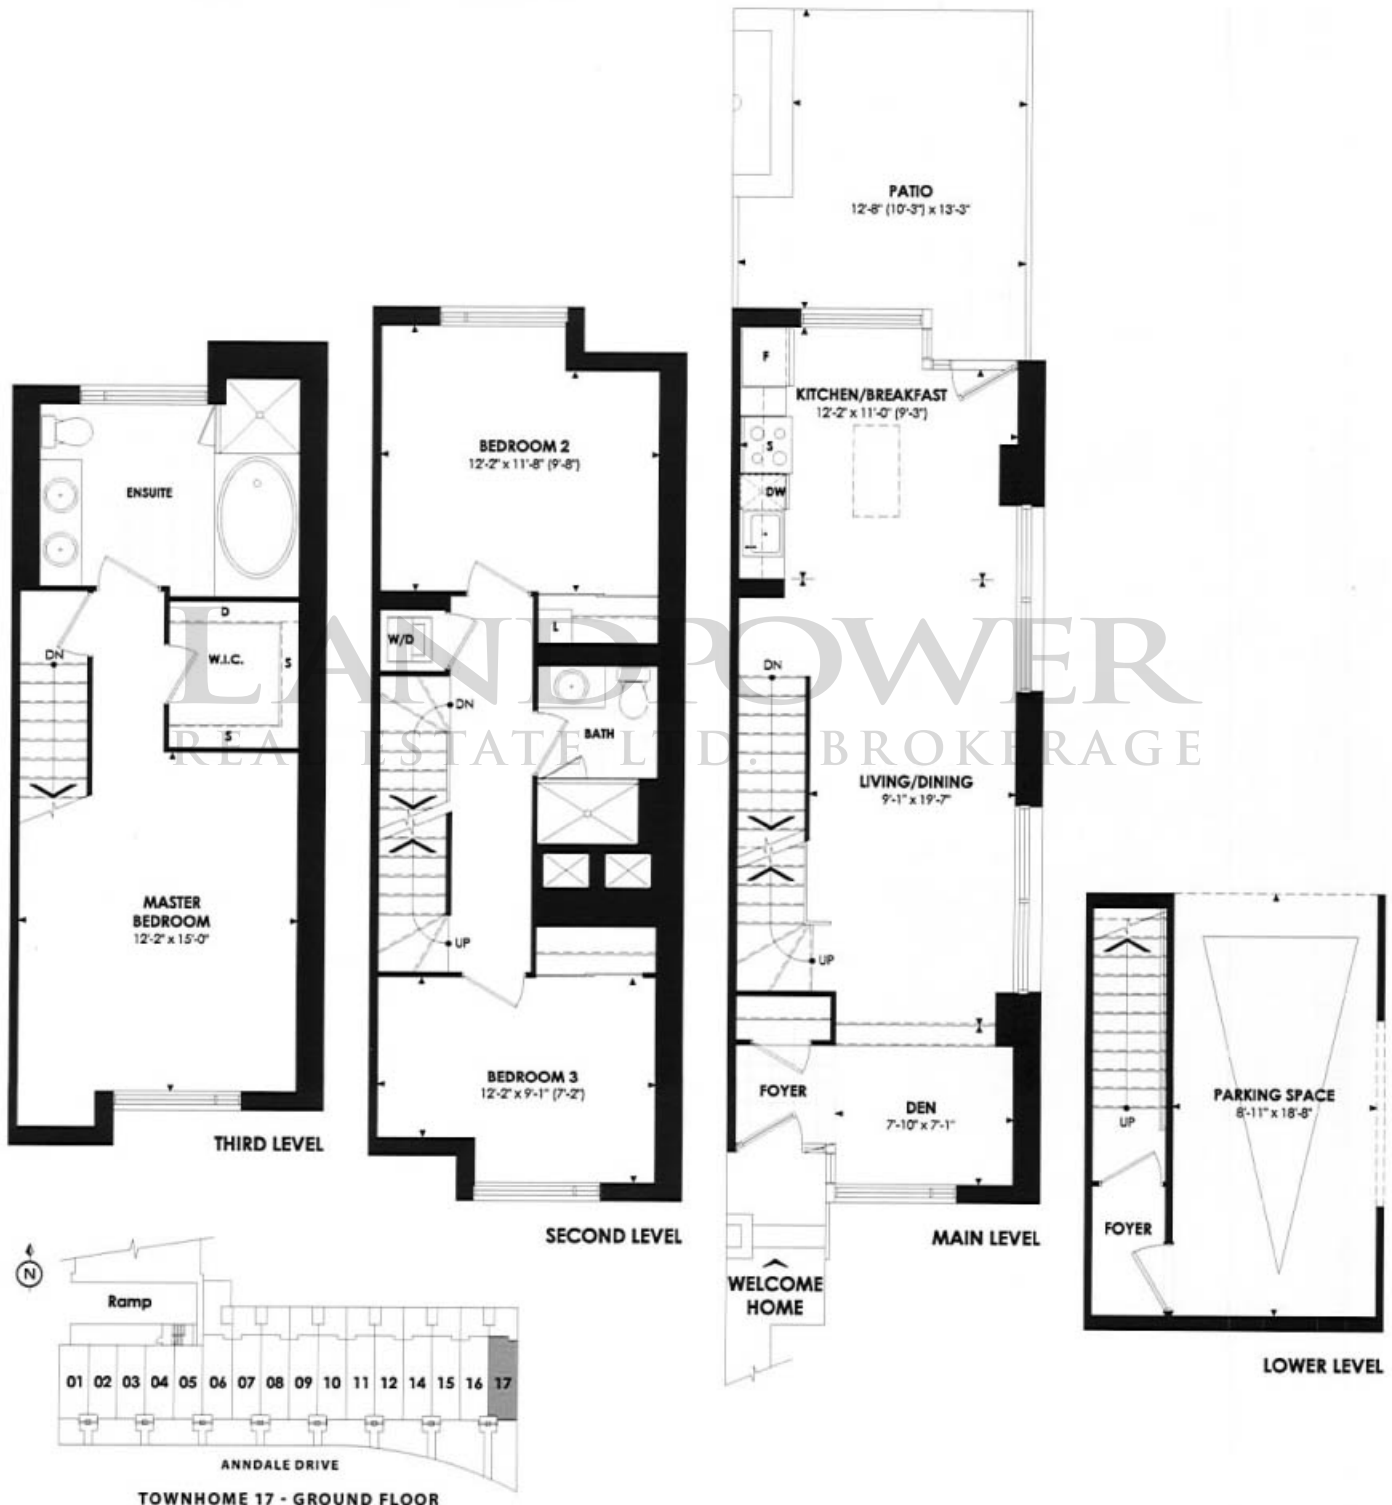 PATIO
12'-8" (10'-3") x 13'-3"
F
KITCHEN/BREAKFAST
12'-2" x 11'-0" (9'-3")
S
DW
DN
LIVING/DINING
9'-1" x 19'-7"
UP
FOYER
DEN
7'-10" x 7'-1"
MAIN LEVEL
WELCOME
HOME
BEDROOM 2
12'-2" x 11'-8" (9'-8")
W/D
L
DN
BATH
UP
BEDROOM 3
12'-2" x 9'-1" (7'-2")
SECOND LEVEL
ENSUITE
D
W.I.C.
S
S
DN
MASTER
BEDROOM
12'-2" x 15'-0"
THIRD LEVEL
PARKING SPACE
8'-11" x 18'-8"
UP
FOYER
LOWER LEVEL
LANDPOWER
REAL ESTATE LTD. BROKERAGE
N
Ramp
01 02 03 04 05 06 07 08 09 10 11 12 14 15 16 17
ANNDALE DRIVE
TOWNHOME 17 - GROUND FLOOR